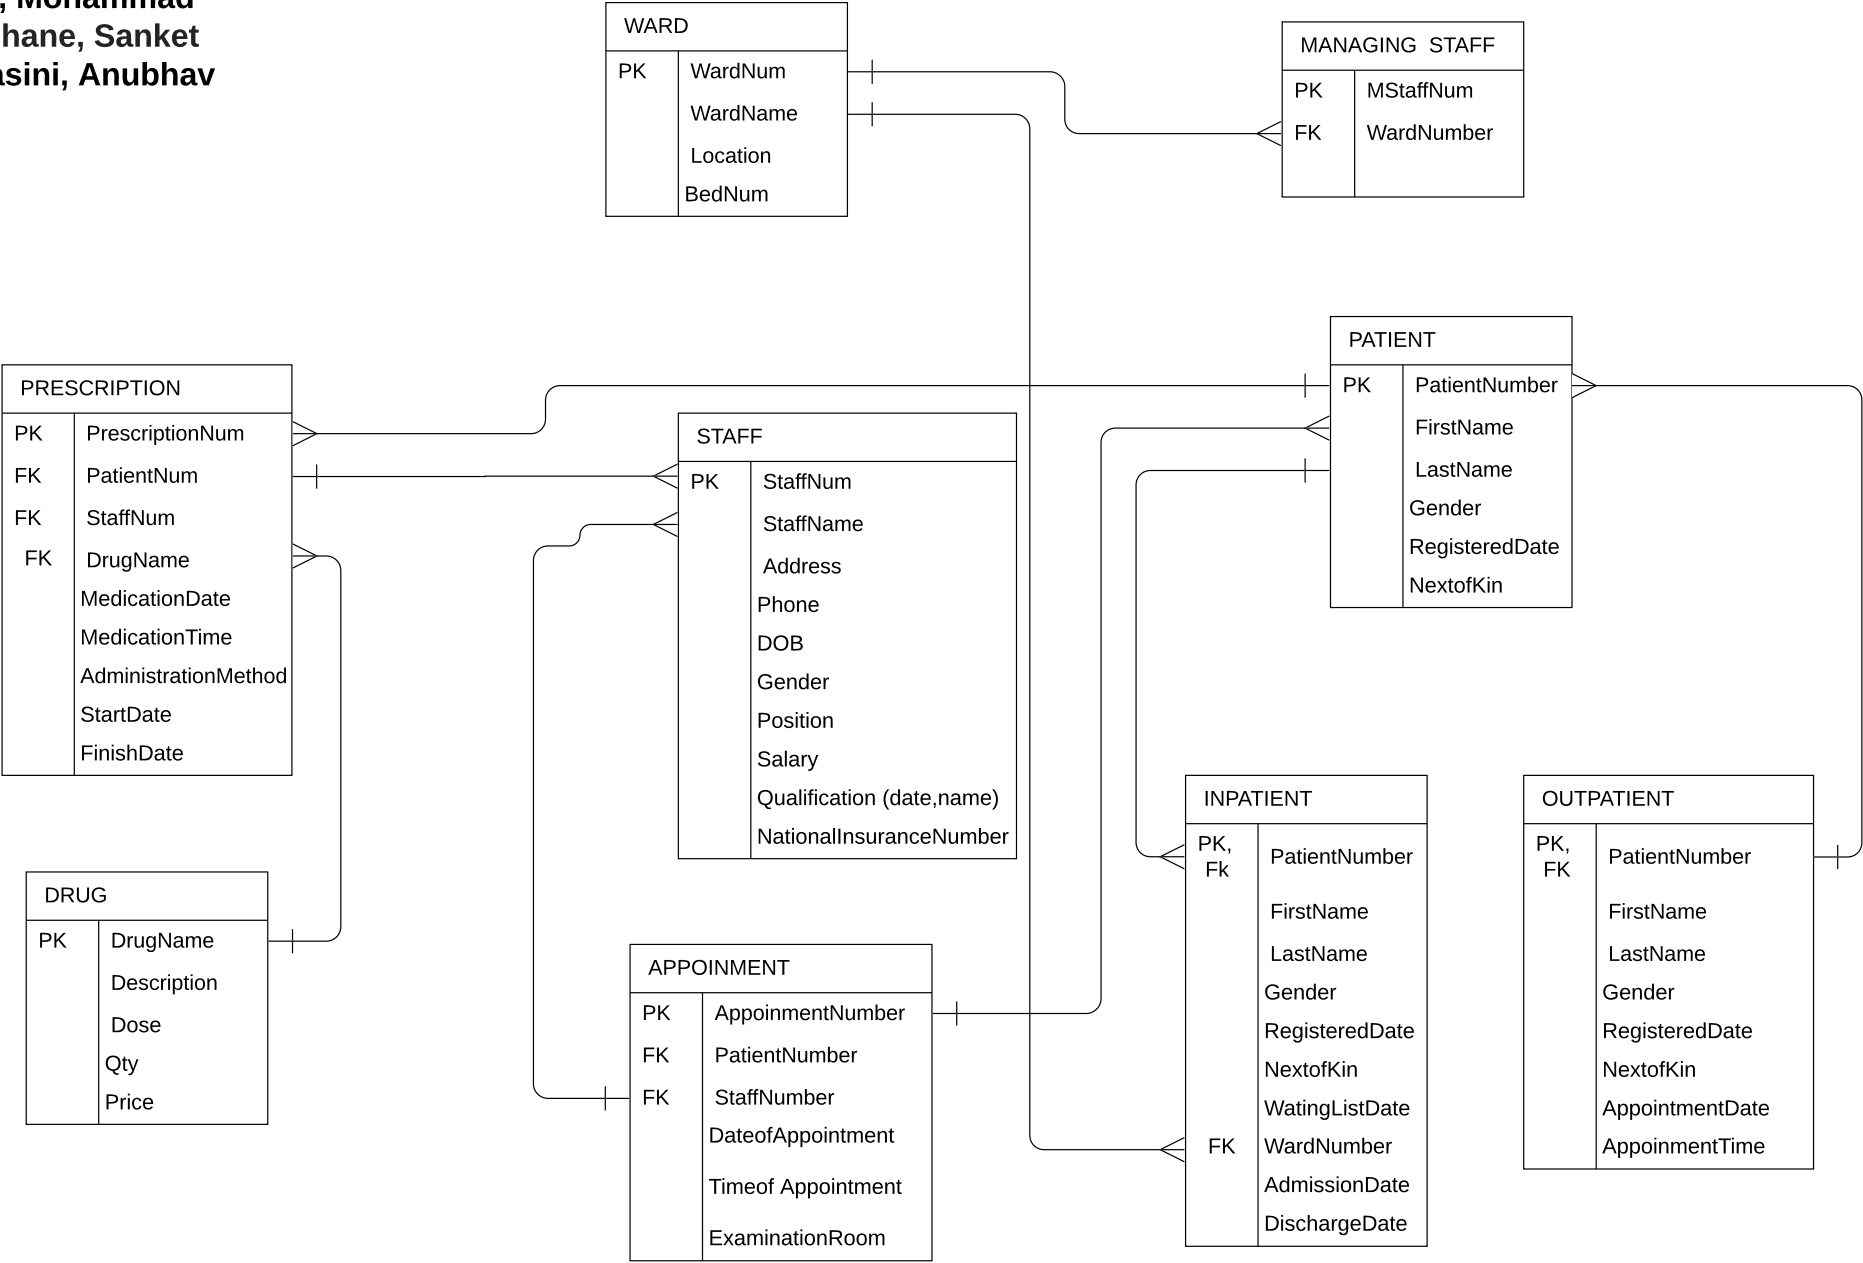 Mohammad
hane, Sanket
asini, Anubhav
WARD
PK WardNum
WardName
Location
BedNum
MANAGING STAFF
PK MStaffNum
FK WardNumber
PATIENT
PK PatientNumber
FirstName
LastName
Gender
RegisteredDate
NextofKin
PRESCRIPTION
PK PrescriptionNum
FK PatientNum
FK StaffNum
FK DrugName
MedicationDate
MedicationTime
AdministrationMethod
StartDate
FinishDate
STAFF
PK StaffNum
StaffName
Address
Phone
DOB
Gender
Position
Salary
Qualification (date,name)
NationalInsuranceNumber
DRUG
PK DrugName
Description
Dose
Qty
Price
APPOINMENT
PK AppoinmentNumber
FK PatientNumber
FK StaffNumber
DateofAppointment
Timeof Appointment
ExaminationRoom
INPATIENT
PK,
Fk PatientNumber
FirstName
LastName
Gender
RegisteredDate
NextofKin
WatingListDate
FK WardNumber
AdmissionDate
DischargeDate
OUTPATIENT
PK,
FK PatientNumber
FirstName
LastName
Gender
RegisteredDate
NextofKin
AppointmentDate
AppoinmentTime